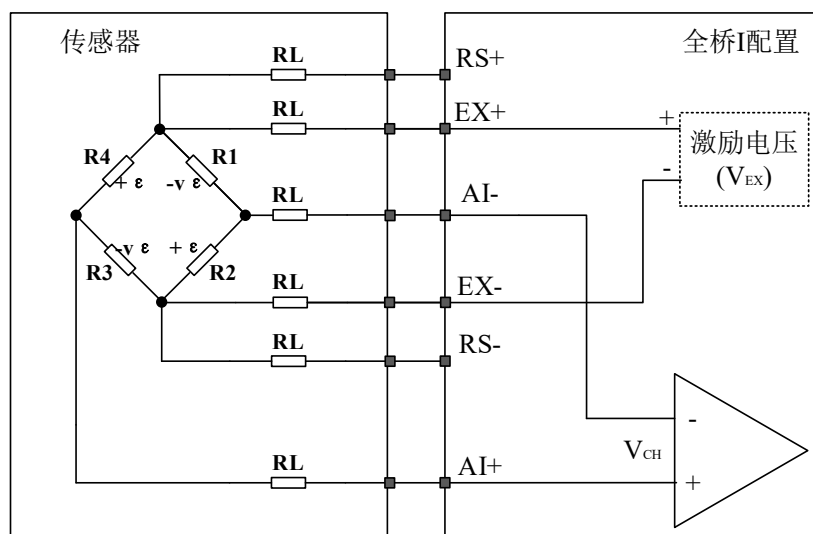 传感器
全桥I配置
RL
RS+
RL
EX+
+
激励电压
(VEX)
-
R4
R1
+ ε
-v ε
RL
AI-
-v ε
+ ε
R3
R2
RL
EX-
RL
RS-
-
VCH
RL
AI+
+